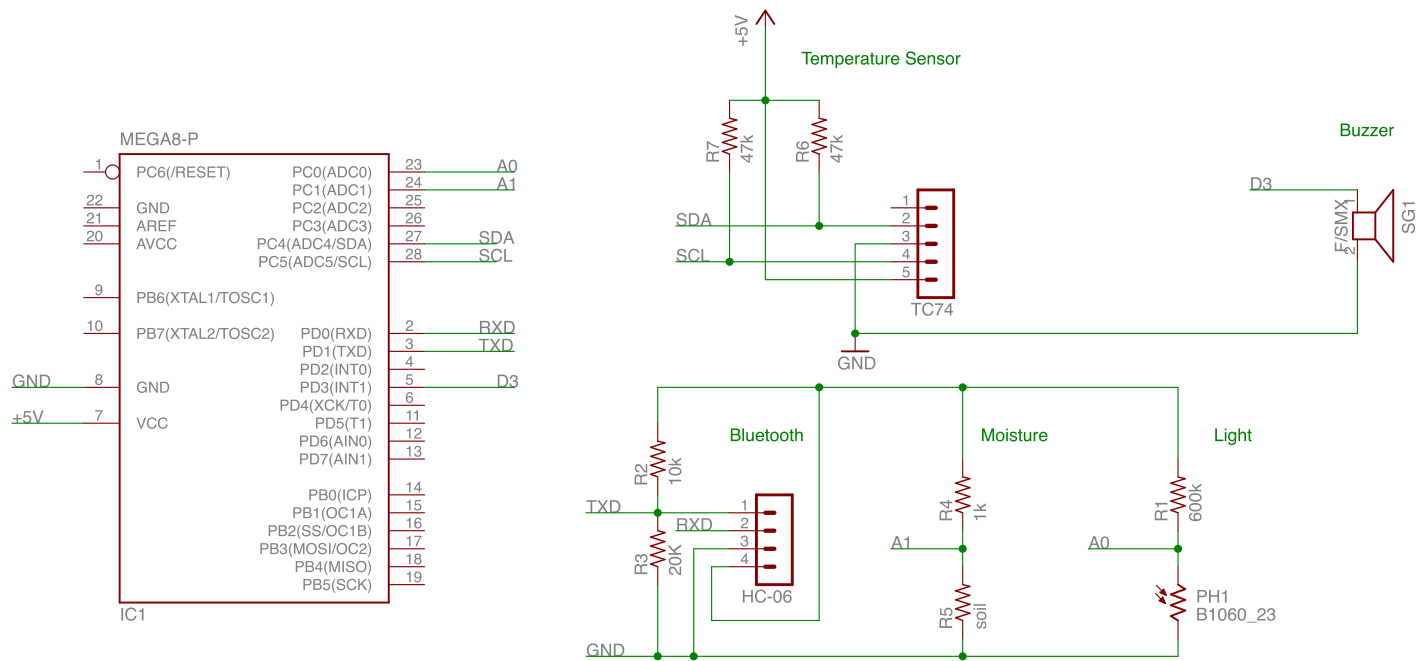 +5V
Temperature Sensor
Buzzer
MEGA8-P
1 PC6(/RESET) PC0(ADC0) 23 A0
PC1(ADC1) 24 A1
22 GND PC2(ADC2) 25
21 AREF PC3(ADC3) 26
20 AVCC PC4(ADC4/SDA) 27 SDA
PC5(ADC5/SCL) 28 SCL
9 PB6(XTAL1/TOSC1)
10 PB7(XTAL2/TOSC2) PD0(RXD) 2 RXD
PD1(TXD) 3 TXD
PD2(INT0) 4
GND 8 GND PD3(INT1) 5 D3
PD4(XCK/T0) 6
+5V 7 VCC PD5(T1) 11
PD6(AIN0) 12
PD7(AIN1) 13
PB0(ICP) 14
PB1(OC1A) 15
PB2(SS/OC1B) 16
PB3(MOSI/OC2) 17
PB4(MISO) 18
PB5(SCK) 19
IC1
R7 47k
R6 47k
1
SDA 2
3
SCL 4
5
TC74
GND
D3
1
F/SMX
2
SG1
Bluetooth
Moisture
Light
R2 10k
TXD 1
RXD 2
3
4
R3 20K
HC-06
R4 1k
A1
R5 soil
R1 600k
A0
PH1
B1060_23
GND